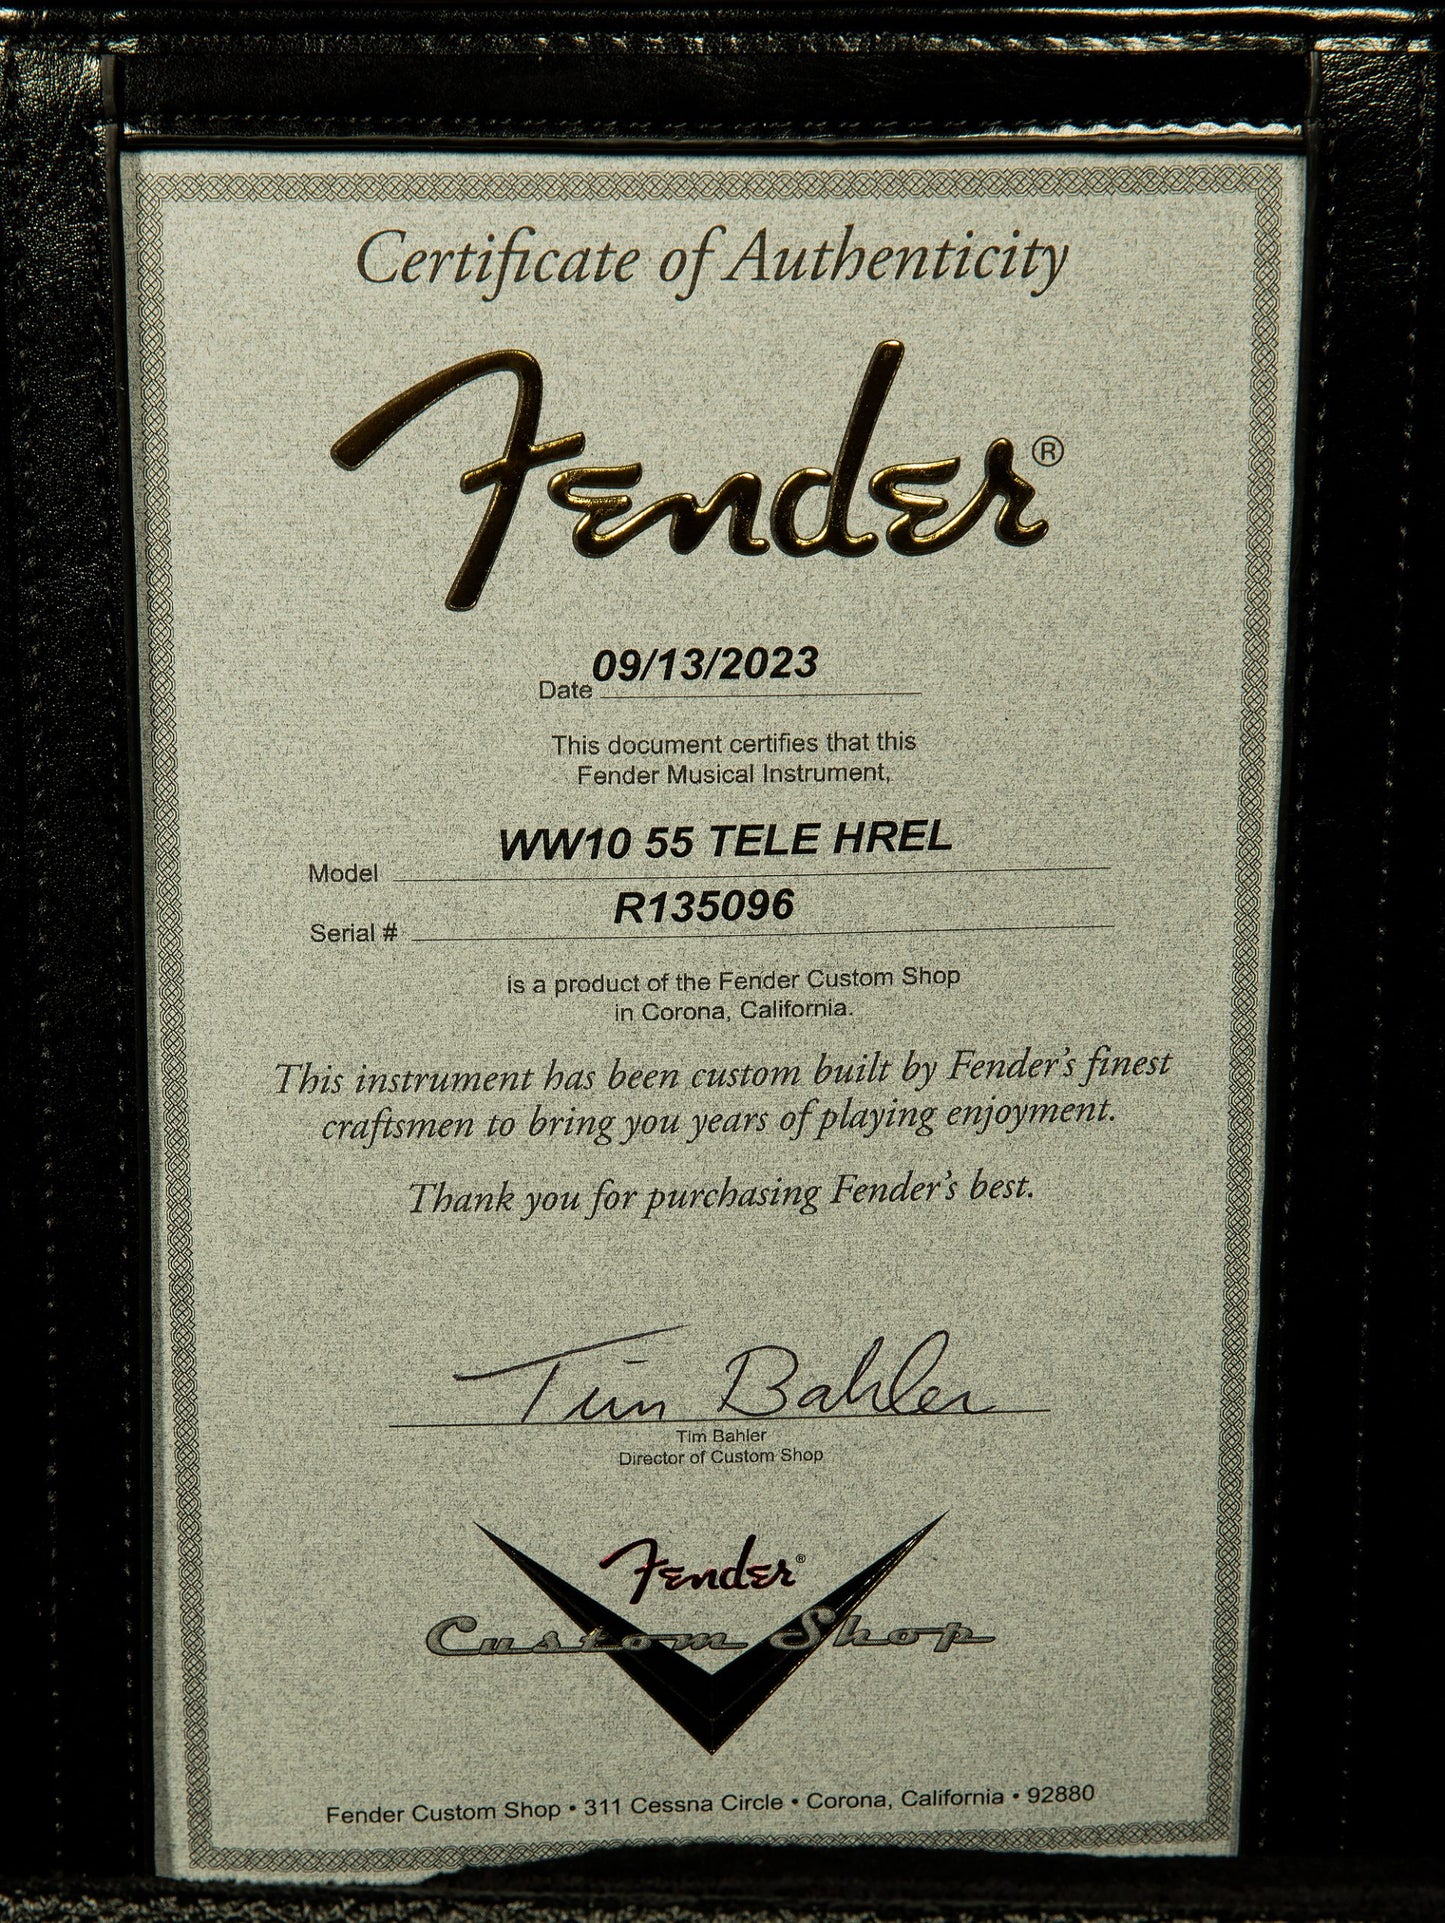 Certificate of Authenticity
Fender®
Date 09/13/2023
This document certifies that this
Fender Musical Instrument,
Model WW10 55 TELE HREL
Serial # R135096
is a product of the Fender Custom Shop
in Corona, California.
This instrument has been custom built by Fender's finest
craftsmen to bring you years of playing enjoyment.
Thank you for purchasing Fender's best.
Tim Bahler
Tim Bahler
Director of Custom Shop
Fender®
Custom Shop
Fender Custom Shop • 311 Cessna Circle • Corona, California • 92880